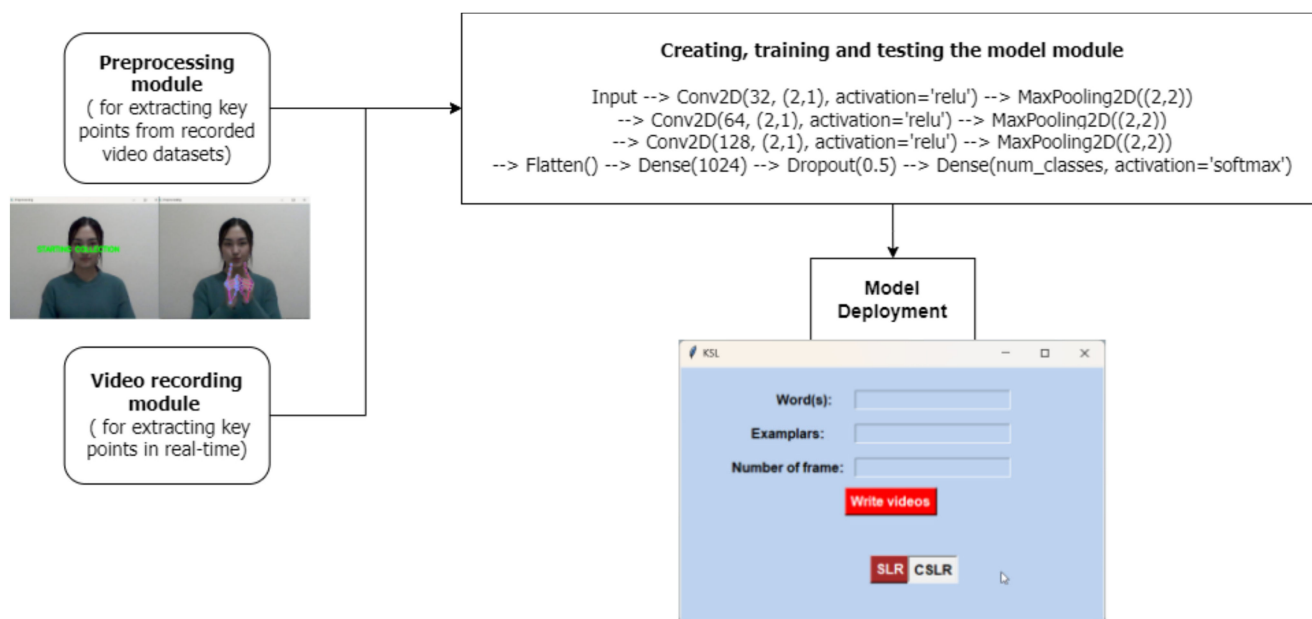 Preprocessing
module
( for extracting key
points from recorded
video datasets)
STARTING COLLECTION
Video recording
module
( for extracting key
points in real-time)
Creating, training and testing the model module
Input --> Conv2D(32, (2,1), activation='relu') --> MaxPooling2D((2,2))
--> Conv2D(64, (2,1), activation='relu') --> MaxPooling2D((2,2))
--> Conv2D(128, (2,1), activation='relu') --> MaxPooling2D((2,2))
--> Flatten() --> Dense(1024) --> Dropout(0.5) --> Dense(num_classes, activation='softmax')
Model
Deployment
KSL
Word(s):
Examplars:
Number of frame:
Write videos
SLR CSLR